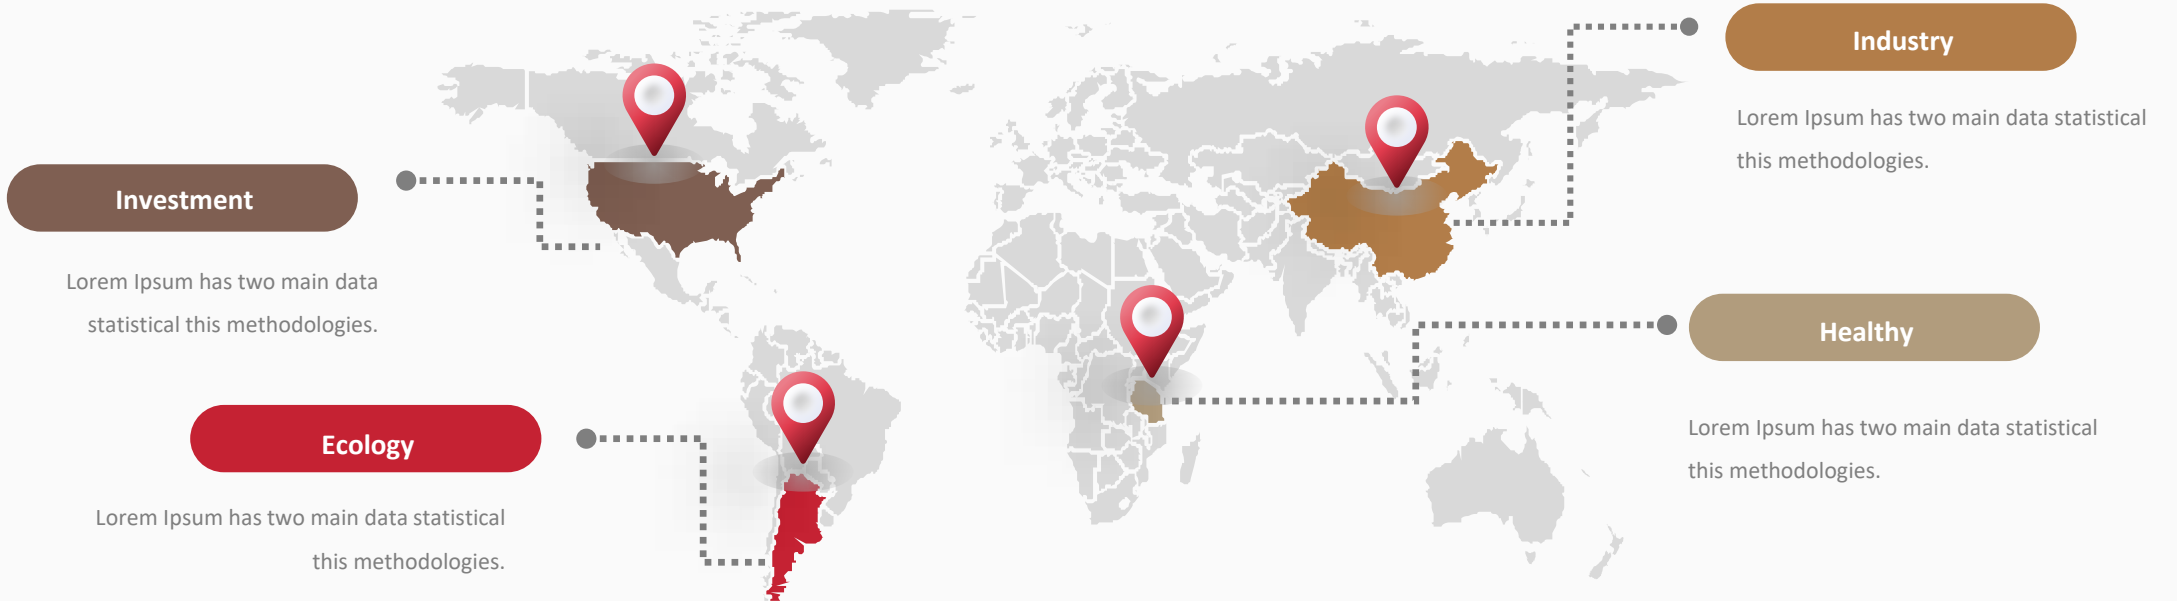 Industry
Lorem Ipsum has two main data statistical
this methodologies.
Investment
Lorem Ipsum has two main data
statistical this methodologies.
Healthy
Lorem Ipsum has two main data statistical
this methodologies.
Ecology
Lorem Ipsum has two main data statistical
this methodologies.